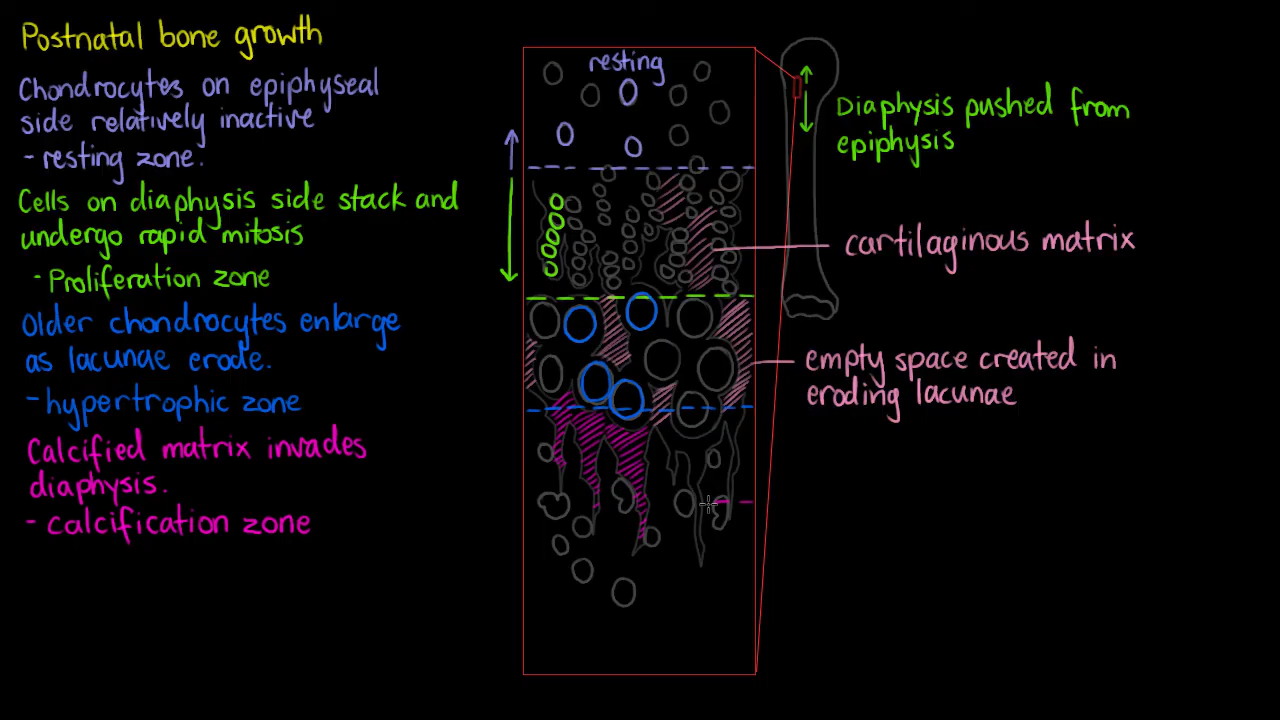 Postnatal bone growth
Chondrocytes on epiphyseal
side relatively inactive
- resting zone.
Cells on diaphysis side stack and
undergo rapid mitosis
- Proliferation zone
Older chondrocytes enlarge
as lacunae erode.
- hypertrophic zone
Calcified matrix invades
diaphysis.
- calcification zone
resting
Diaphysis pushed from
epiphysis
cartilaginous matrix
empty space created in
eroding lacunae